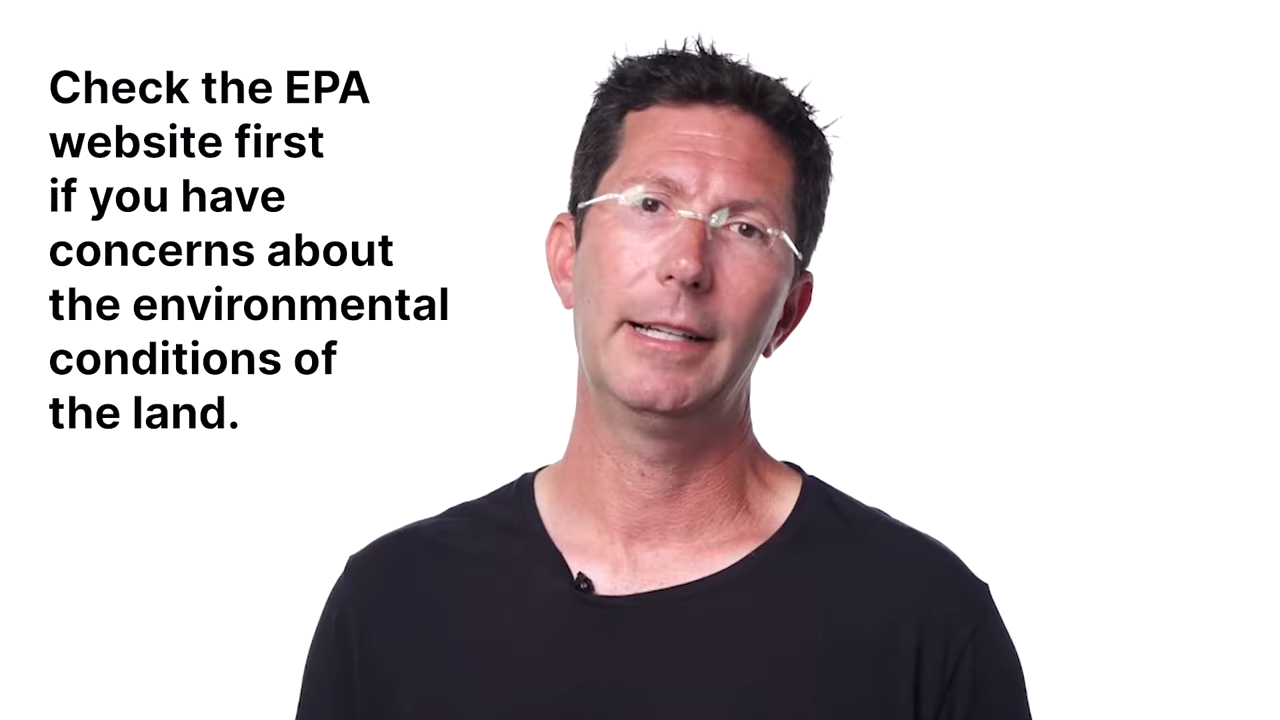 Check the EPA
website first
if you have
concerns about
the environmental
conditions of
the land.